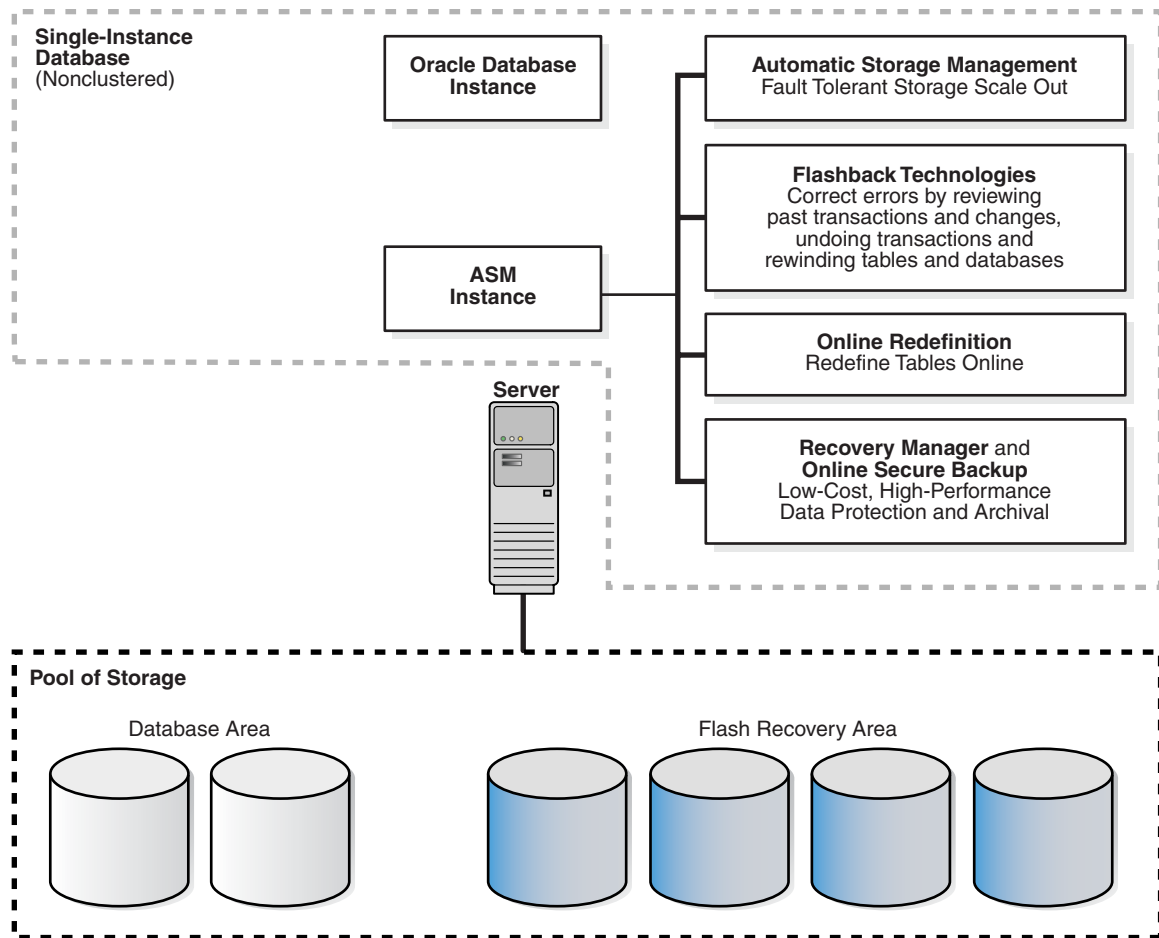 Single-Instance
Database
(Nonclustered)
Oracle Database
Instance
Automatic Storage Management
Fault Tolerant Storage Scale Out
Flashback Technologies
Correct errors by reviewing
past transactions and changes,
undoing transactions and
rewinding tables and databases
ASM
Instance
Online Redefinition
Redefine Tables Online
Server
Recovery Manager and
Online Secure Backup
Low-Cost, High-Performance
Data Protection and Archival
Pool of Storage
Database Area
Flash Recovery Area